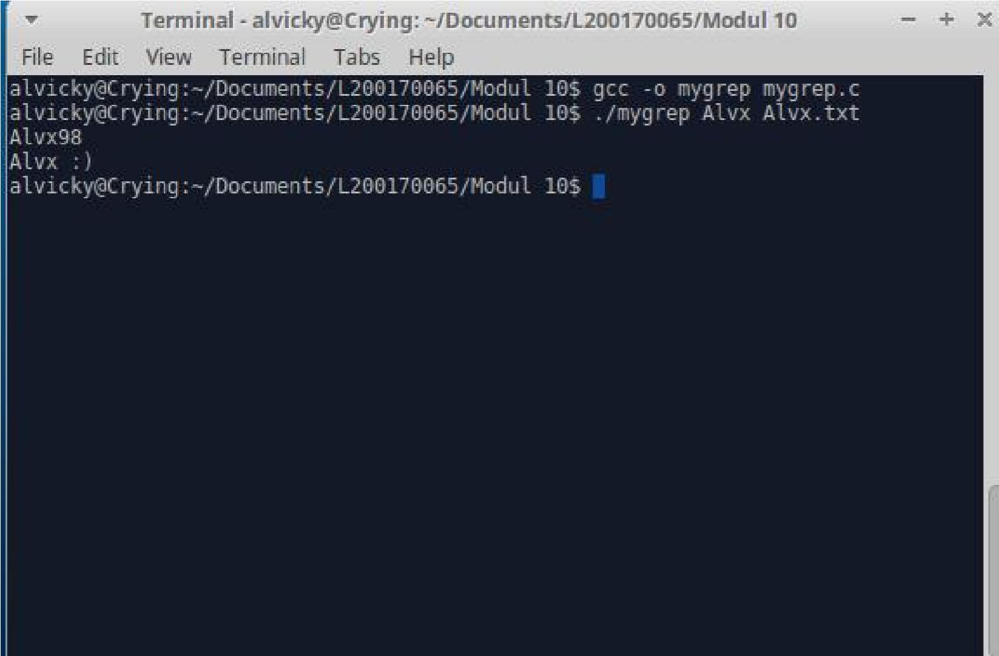 Terminal - alvicky@Crying: ~/Documents/L200170065/Modul 10
File Edit View Terminal Tabs Help
alvicky@Crying:~/Documents/L200170065/Modul 10$ gcc -o mygrep mygrep.c
alvicky@Crying:~/Documents/L200170065/Modul 10$ ./mygrep Alvx Alvx.txt
Alvx98
Alvx :)
alvicky@Crying:~/Documents/L200170065/Modul 10$